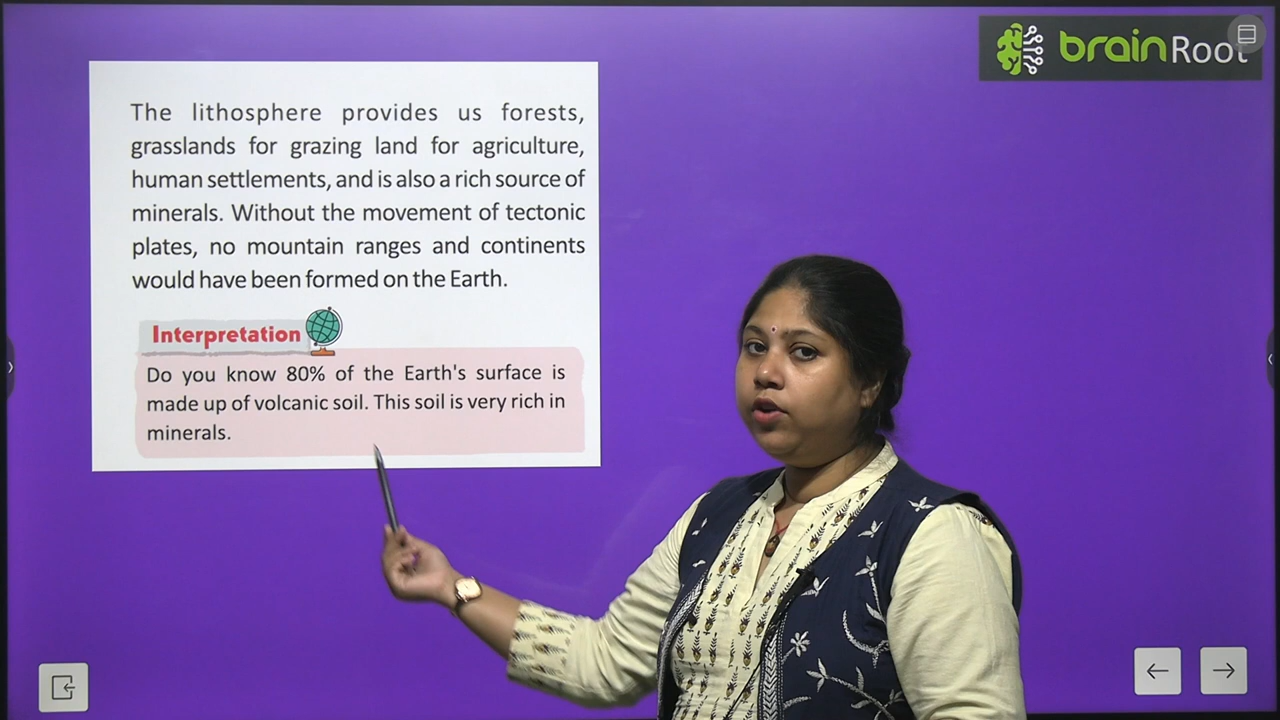 brainRoot
The lithosphere provides us forests,
grasslands for grazing land for agriculture,
human settlements, and is also a rich source of
minerals. Without the movement of tectonic
plates, no mountain ranges and continents
would have been formed on the Earth.
Interpretation
Do you know 80% of the Earth's surface is
made up of volcanic soil. This soil is very rich in
minerals.